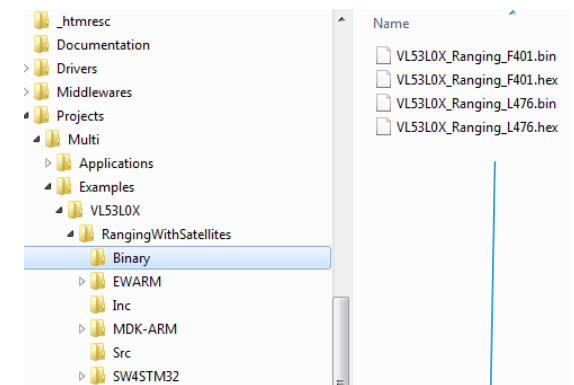 _htmresc
Documentation
Drivers
Middlewares
Projects
Multi
Applications
Examples
VL53L0X
RangingWithSatellites
Binary
EWARM
Inc
MDK-ARM
Src
SW4STM32
Name
VL53L0X_Ranging_F401.bin
VL53L0X_Ranging_F401.hex
VL53L0X_Ranging_L476.bin
VL53L0X_Ranging_L476.hex